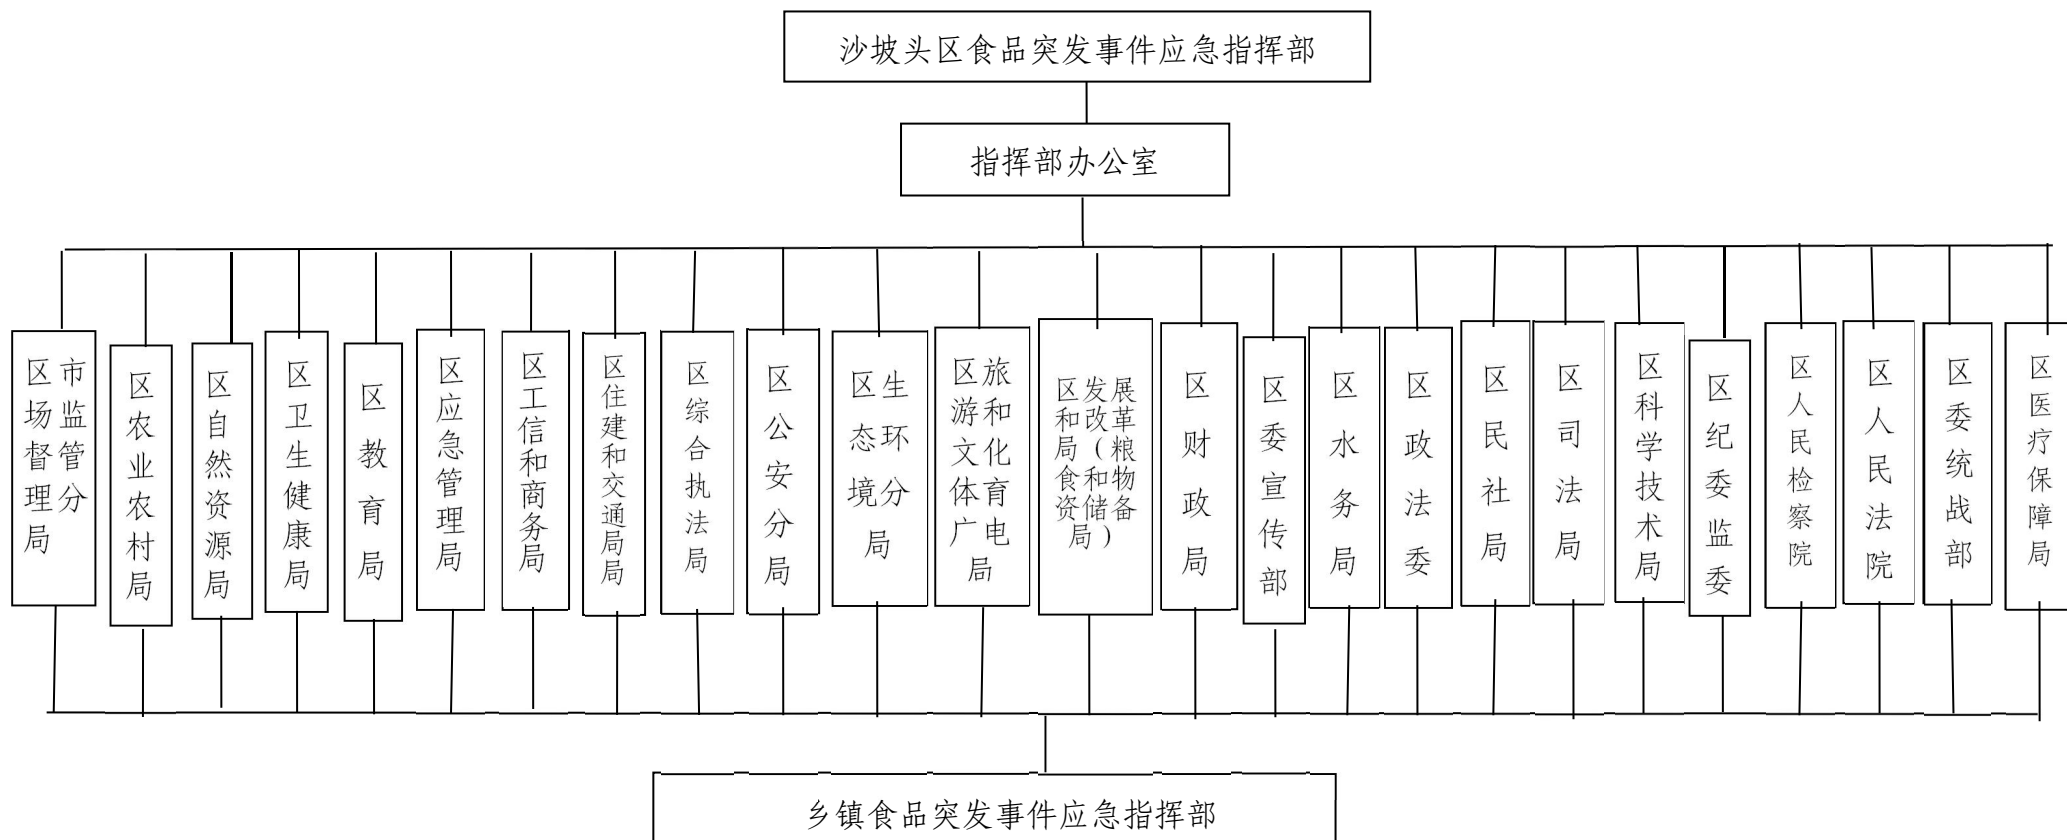 沙坡头区食品突发事件应急指挥部
指挥部办公室
区市场监督管理分局
区农业农村局
区自然资源局
区卫生健康局
区教育局
区应急管理局
区工信和商务局
区住建和交通局局
区综合执法局
区公安分局
区生态环境分局
区旅游和文化体育广电局
区发展和改革局(粮食和物资储备局)
区财政局
区委宣传部
区水务局
区政法委
区民社局
区司法局
区科学技术局
区纪委监委
区人民检察院
区人民法院
区委统战部
区医疗保障局
乡镇食品突发事件应急指挥部